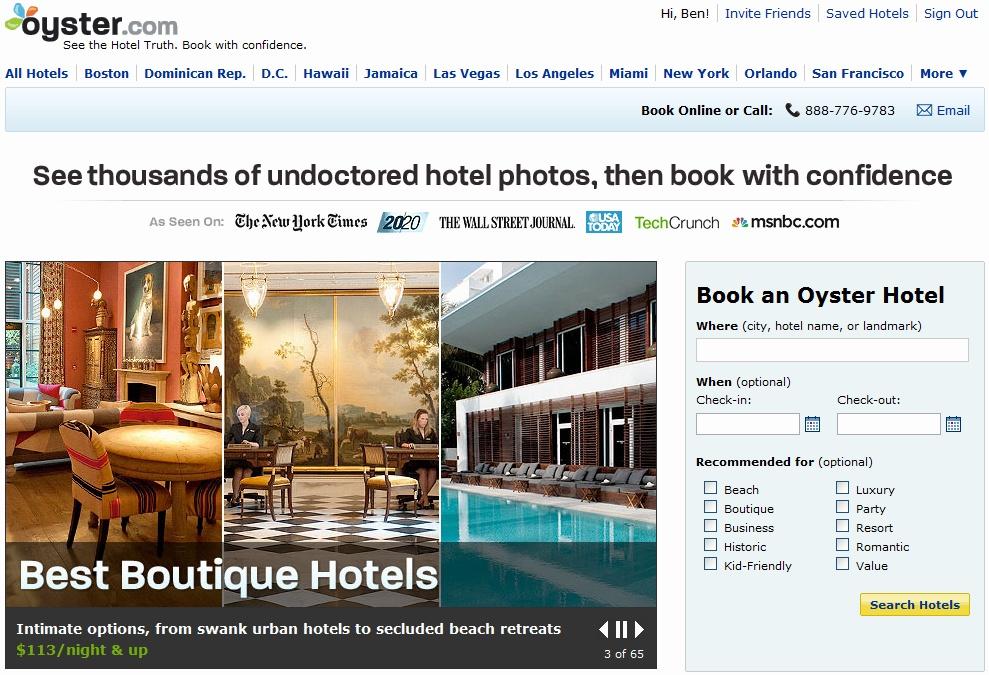 oyster.com
See the Hotel Truth. Book with confidence.
Hi, Ben! Invite Friends Saved Hotels Sign Out
All Hotels Boston Dominican Rep. D.C. Hawaii Jamaica Las Vegas Los Angeles Miami New York Orlando San Francisco More ▼
Book Online or Call: 888-776-9783 Email
See thousands of undoctored hotel photos, then book with confidence
As Seen On: The New York Times 2020 THE WALL STREET JOURNAL. USA TODAY TechCrunch msnbc.com
Best Boutique Hotels
Intimate options, from swank urban hotels to secluded beach retreats
$113/night & up
3 of 65
Book an Oyster Hotel
Where (city, hotel name, or landmark)
When (optional)
Check-in: Check-out:
Recommended for (optional)
Beach Luxury
Boutique Party
Business Resort
Historic Romantic
Kid-Friendly Value
Search Hotels